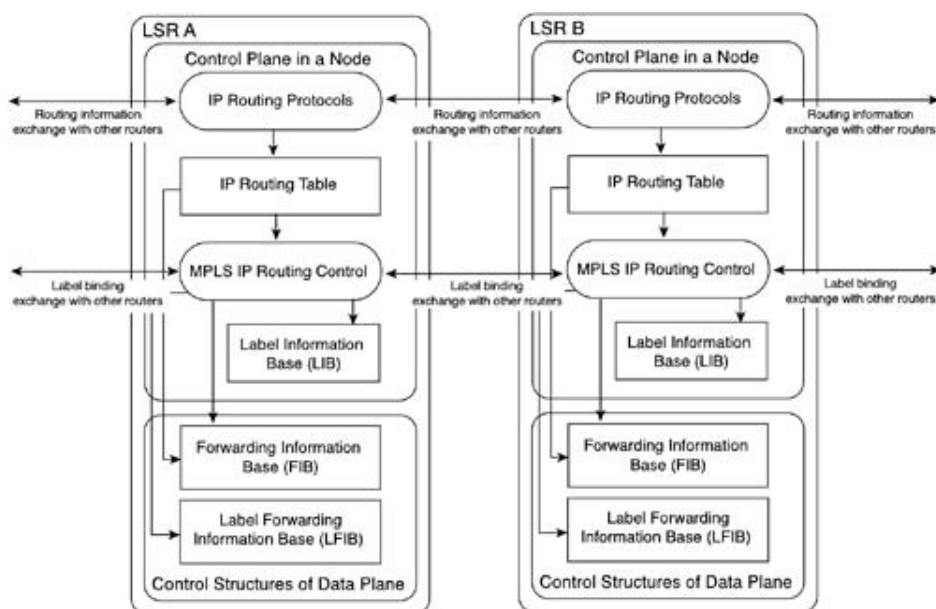 LSR A
Control Plane in a Node
IP Routing Protocols
Routing information
exchange with other routers
IP Routing Table
MPLS IP Routing Control
Label binding
exchange with other routers
Label Information
Base (LIB)
Forwarding Information
Base (FIB)
Label Forwarding
Information Base (LFIB)
Control Structures of Data Plane
Routing information
exchange with other routers
Label binding
exchange with other routers
LSR B
Control Plane in a Node
IP Routing Protocols
IP Routing Table
MPLS IP Routing Control
Label Information
Base (LIB)
Forwarding Information
Base (FIB)
Label Forwarding
Information Base (LFIB)
Control Structures of Data Plane
Routing information
exchange with other routers
Label binding
exchange with other routers